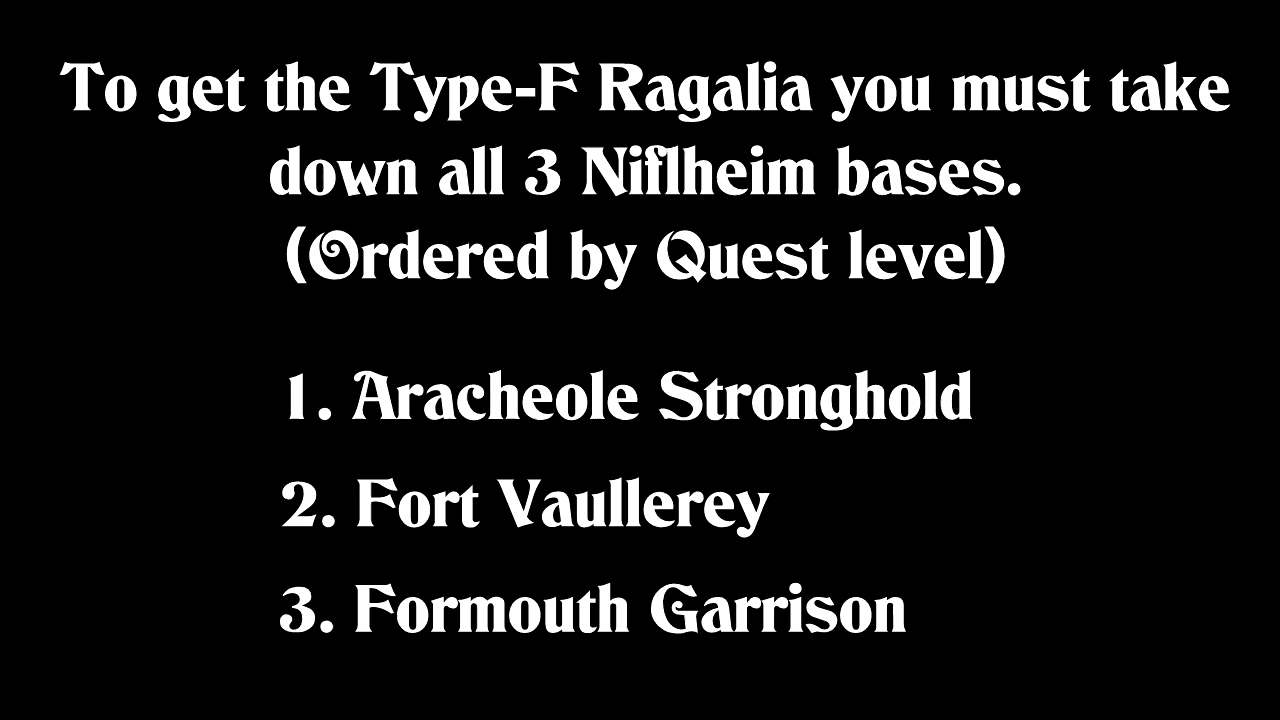 To get the Type-F Ragalia you must take
down all 3 Niflheim bases.
(Ordered by Quest level)
1. Aracheole Stronghold
2. Fort Vaullerey
3. Formouth Garrison